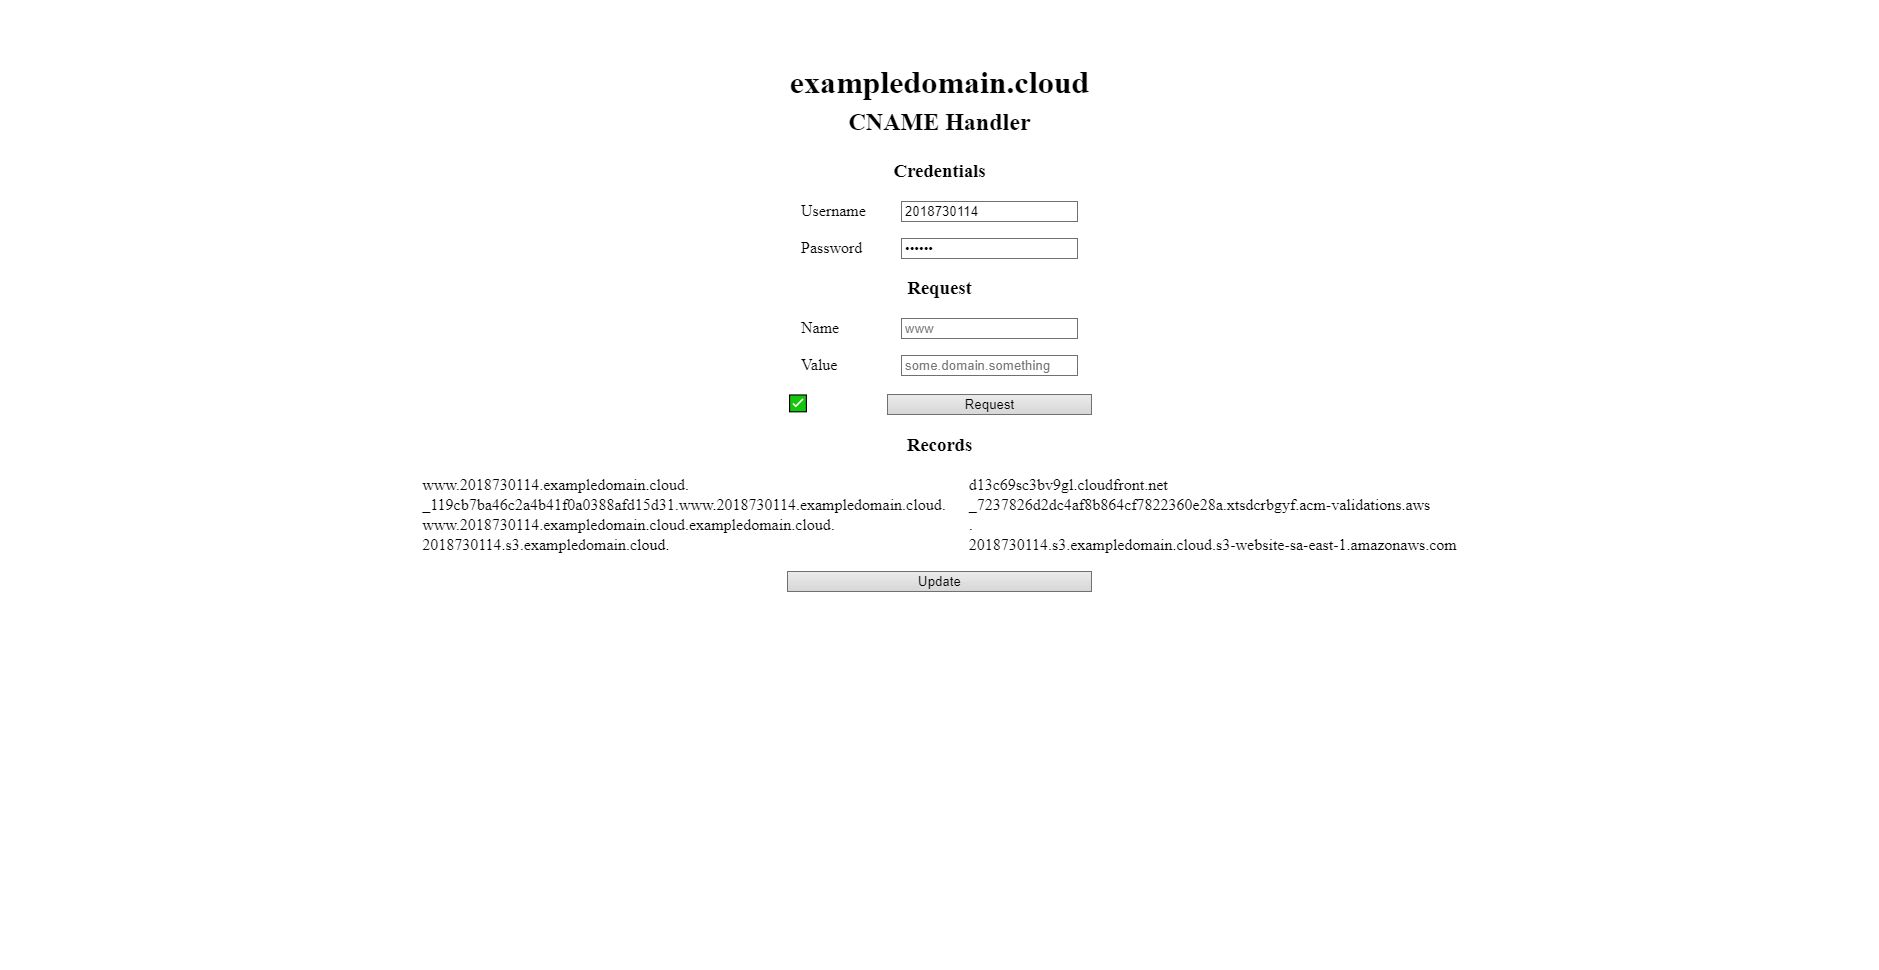 exampledomain.cloud
CNAME Handler
Credentials
Username 2018730114
Password ••••••
Request
Name www
Value some.domain.something
Request
Records
www.2018730114.exampledomain.cloud. d13c69sc3bv9gl.cloudfront.net
_119cb7ba46c2a4b41f0a0388afd15d31.www.2018730114.exampledomain.cloud. _7237826d2dc4af8b864cf7822360e28a.xtsdcrbgyf.acm-validations.aws
www.2018730114.exampledomain.cloud.exampledomain.cloud. .
2018730114.s3.exampledomain.cloud. 2018730114.s3.exampledomain.cloud.s3-website-sa-east-1.amazonaws.com
Update